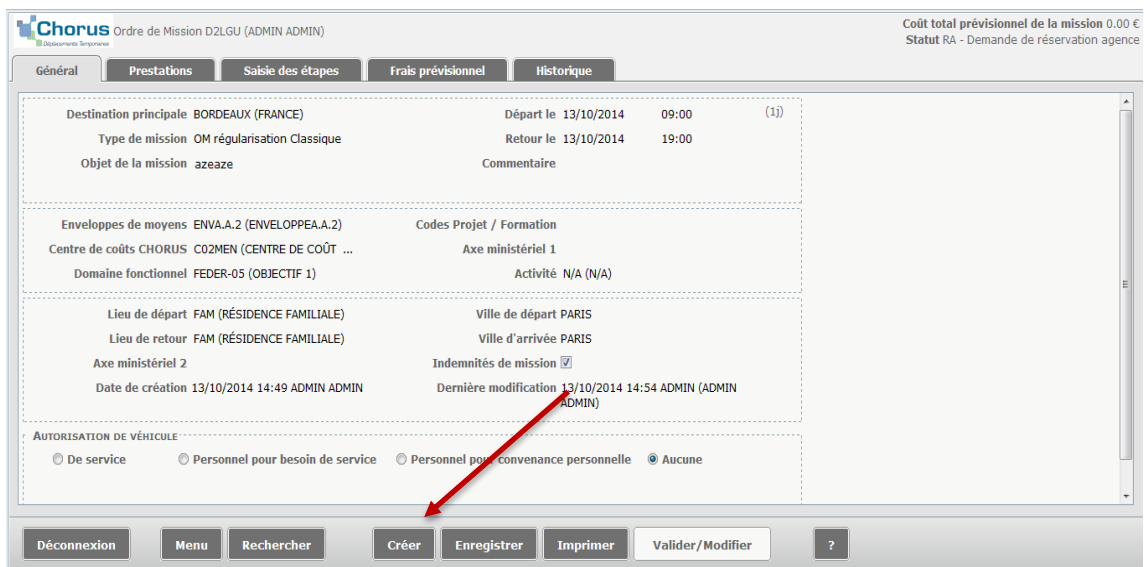 Chorus
Déplacements Temporaires
Ordre de Mission D2LGU (ADMIN ADMIN)
Coût total prévisionnel de la mission 0.00 €
Statut RA - Demande de réservation agence
Général Prestations Saisie des étapes Frais prévisionnel Historique
Destination principale BORDEAUX (FRANCE) Départ le 13/10/2014 09:00 (1j)
Type de mission OM régularisation Classique Retour le 13/10/2014 19:00
Objet de la mission azeaze Commentaire
Enveloppes de moyens ENVA.A.2 (ENVELOPPEA.A.2) Codes Projet / Formation
Centre de coûts CHORUS C02MEN (CENTRE DE COÛT ... Axe ministériel 1
Domaine fonctionnel FEDER-05 (OBJECTIF 1) Activité N/A (N/A)
Lieu de départ FAM (RÉSIDENCE FAMILIALE) Ville de départ PARIS
Lieu de retour FAM (RÉSIDENCE FAMILIALE) Ville d'arrivée PARIS
Axe ministériel 2 Indemnités de mission
Date de création 13/10/2014 14:49 ADMIN ADMIN Dernière modification 13/10/2014 14:54 ADMIN (ADMIN
ADMIN)
AUTORISATION DE VÉHICULE
De service Personnel pour besoin de service Personnel pour convenance personnelle Aucune
Déconnexion Menu Rechercher Créer Enregistrer Imprimer Valider/Modifier ?